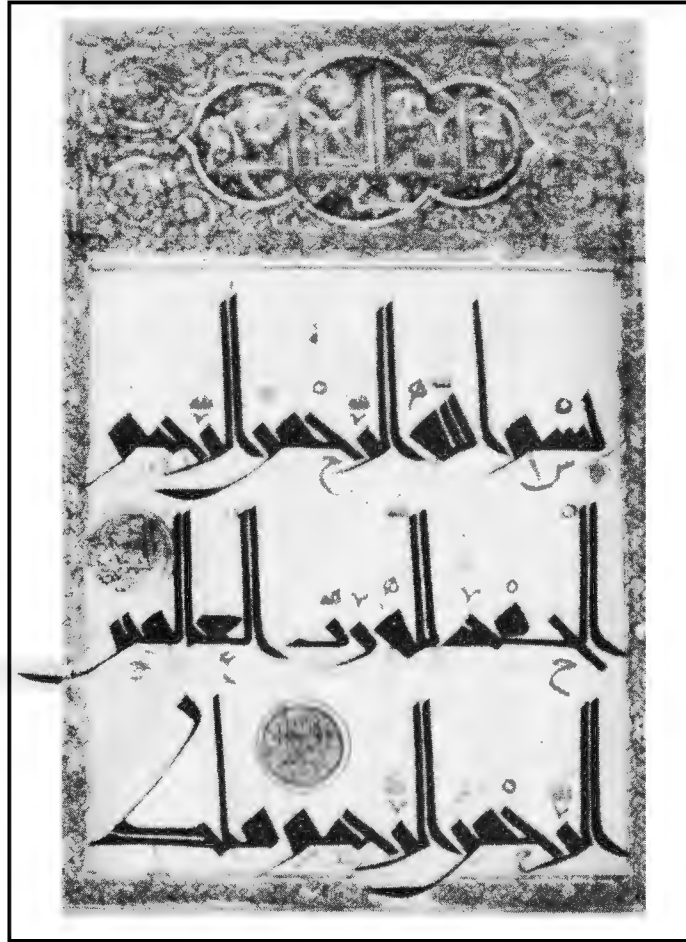 بسم الله الرحمن الرحيم
الحمد لله رب العالمين
الرحمن الرحيم ملك